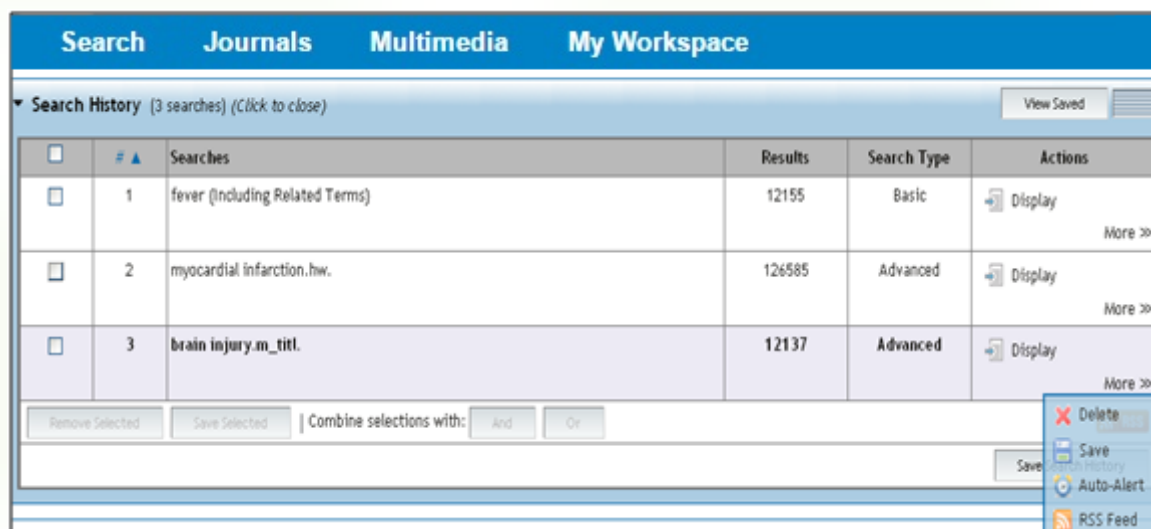 Search Journals Multimedia My Workspace
Search History (3 searches) (Click to close) View Saved
# ▲ Searches Results Search Type Actions
1 fever (Including Related Terms) 12155 Basic Display
More »
2 myocardial infarction.hw. 126585 Advanced Display
More »
3 brain injury.m_titl. 12137 Advanced Display
More »
Remove Selected Save Selected | Combine selections with: And Or
Delete
Save
Save Search History
Auto-Alert
RSS Feed